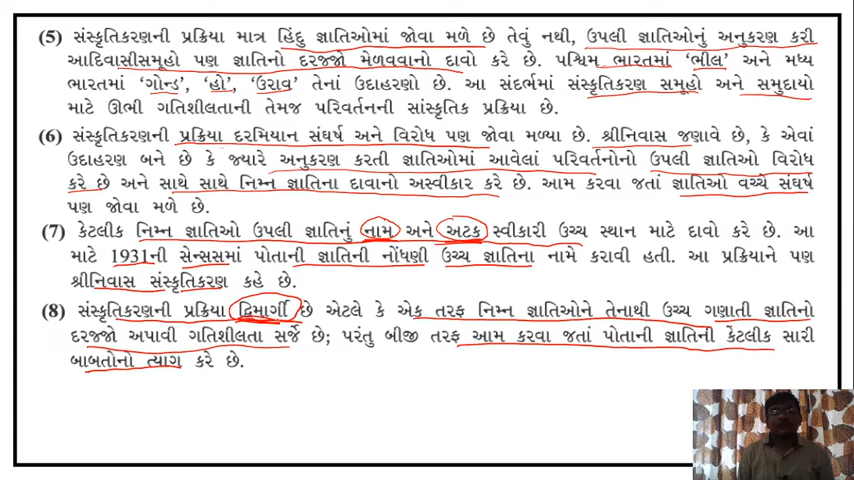 (5) સંસ્કૃતિકરણની પ્રક્રિયા માત્ર હિંદુ જ્ઞાતિઓમાં જોવા મળે છે તેવું નથી, ઉપલી જ્ઞાતિઓનું અનુકરણ કરી
આદિવાસીસમૂહો પણ જ્ઞાતિનો દરજ્જો મેળવવાનો દાવો કરે છે. પશ્ચિમ ભારતમાં ‘ભીલ’ અને મધ્ય
ભારતમાં ‘ગોન્ડ’, ‘હો’, ‘ઉરાવ’ તેનાં ઉદાહરણો છે. આ સંદર્ભમાં સંસ્કૃતિકરણ સમૂહો અને સમુદાયો
માટે ઊભી ગતિશીલતાની તેમજ પરિવર્તનની સાંસ્કૃતિક પ્રક્રિયા છે.
(6) સંસ્કૃતિકરણની પ્રક્રિયા દરમિયાન સંઘર્ષ અને વિરોધ પણ જોવા મળ્યા છે. શ્રીનિવાસ જણાવે છે, કે એવાં
ઉદાહરણ બને છે કે જ્યારે અનુકરણ કરતી જ્ઞાતિઓમાં આવેલાં પરિવર્તનોનો ઉપલી જ્ઞાતિઓ વિરોધ
કરે છે અને સાથે સાથે નિમ્ન જ્ઞાતિના દાવાનો અસ્વીકાર કરે છે. આમ કરવા જતાં જ્ઞાતિઓ વચ્ચે સંઘર્ષ
પણ જોવા મળે છે.
(7) કેટલીક નિમ્ન જ્ઞાતિઓ ઉપલી જ્ઞાતિનું નામ અને અટક સ્વીકારી ઉચ્ચ સ્થાન માટે દાવો કરે છે. આ
માટે 1931ની સેન્સસમાં પોતાની જ્ઞાતિની નોંધણી ઉચ્ચ જ્ઞાતિના નામે કરાવી હતી. આ પ્રક્રિયાને પણ
શ્રીનિવાસ સંસ્કૃતિકરણ કહે છે.
(8) સંસ્કૃતિકરણની પ્રક્રિયા દ્વિમાર્ગી છે એટલે કે એક તરફ નિમ્ન જ્ઞાતિઓને તેનાથી ઉચ્ચ ગણાતી જ્ઞાતિનો
દરજ્જો અપાવી ગતિશીલતા સર્જે છે; પરંતુ બીજી તરફ આમ કરવા જતાં પોતાની જ્ઞાતિની કેટલીક સારી
બાબતોનો ત્યાગ કરે છે.